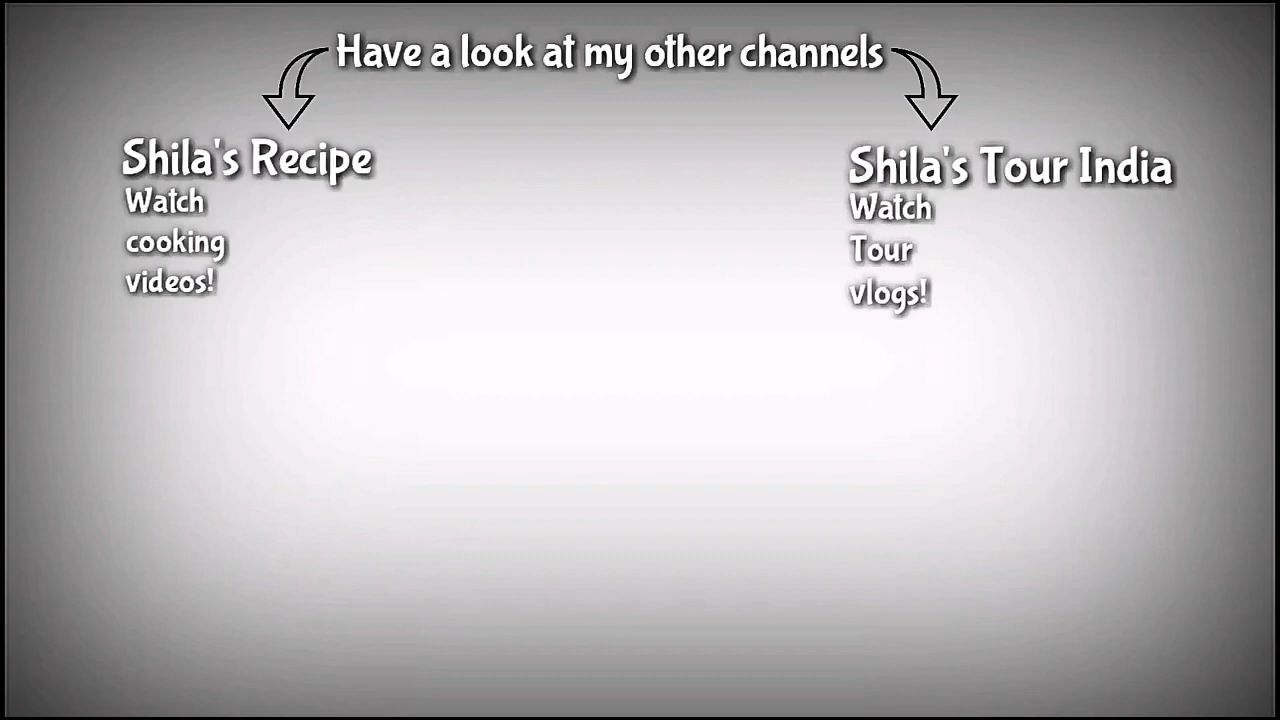 Have a look at my other channels
Shila's Recipe
Watch
cooking
videos!
Shila's Tour India
Watch
Tour
vlogs!